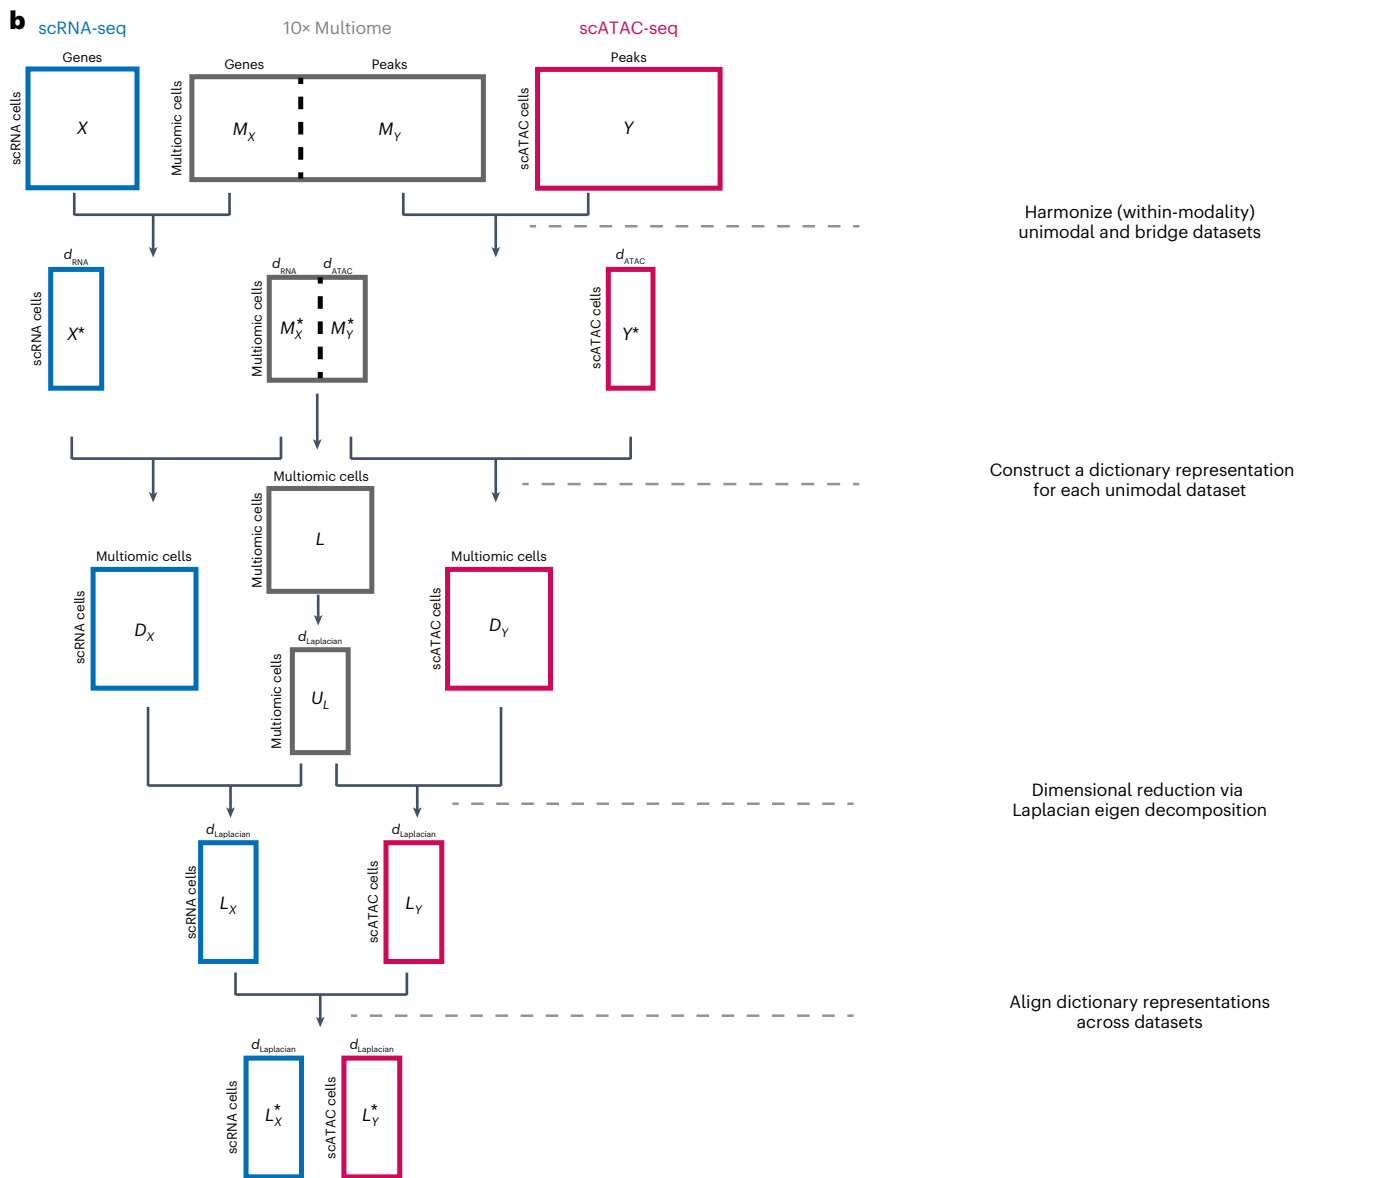 b
scRNA-seq
10× Multiome
scATAC-seq
Genes
Genes
Peaks
Peaks
scRNA cells
X
Multiomic cells
M_X
M_Y
scATAC cells
Y
Harmonize (within-modality)
unimodal and bridge datasets
d_RNA
d_RNA
d_ATAC
d_ATAC
scRNA cells
X*
Multiomic cells
M*_X
M*_Y
scATAC cells
Y*
Construct a dictionary representation
for each unimodal dataset
Multiomic cells
Multiomic cells
L
Multiomic cells
scRNA cells
D_X
Multiomic cells
scATAC cells
D_Y
d_Laplacian
Multiomic cells
U_L
Dimensional reduction via
Laplacian eigen decomposition
d_Laplacian
d_Laplacian
scRNA cells
L_X
scATAC cells
L_Y
Align dictionary representations
across datasets
d_Laplacian
d_Laplacian
scRNA cells
L*_X
scATAC cells
L*_Y